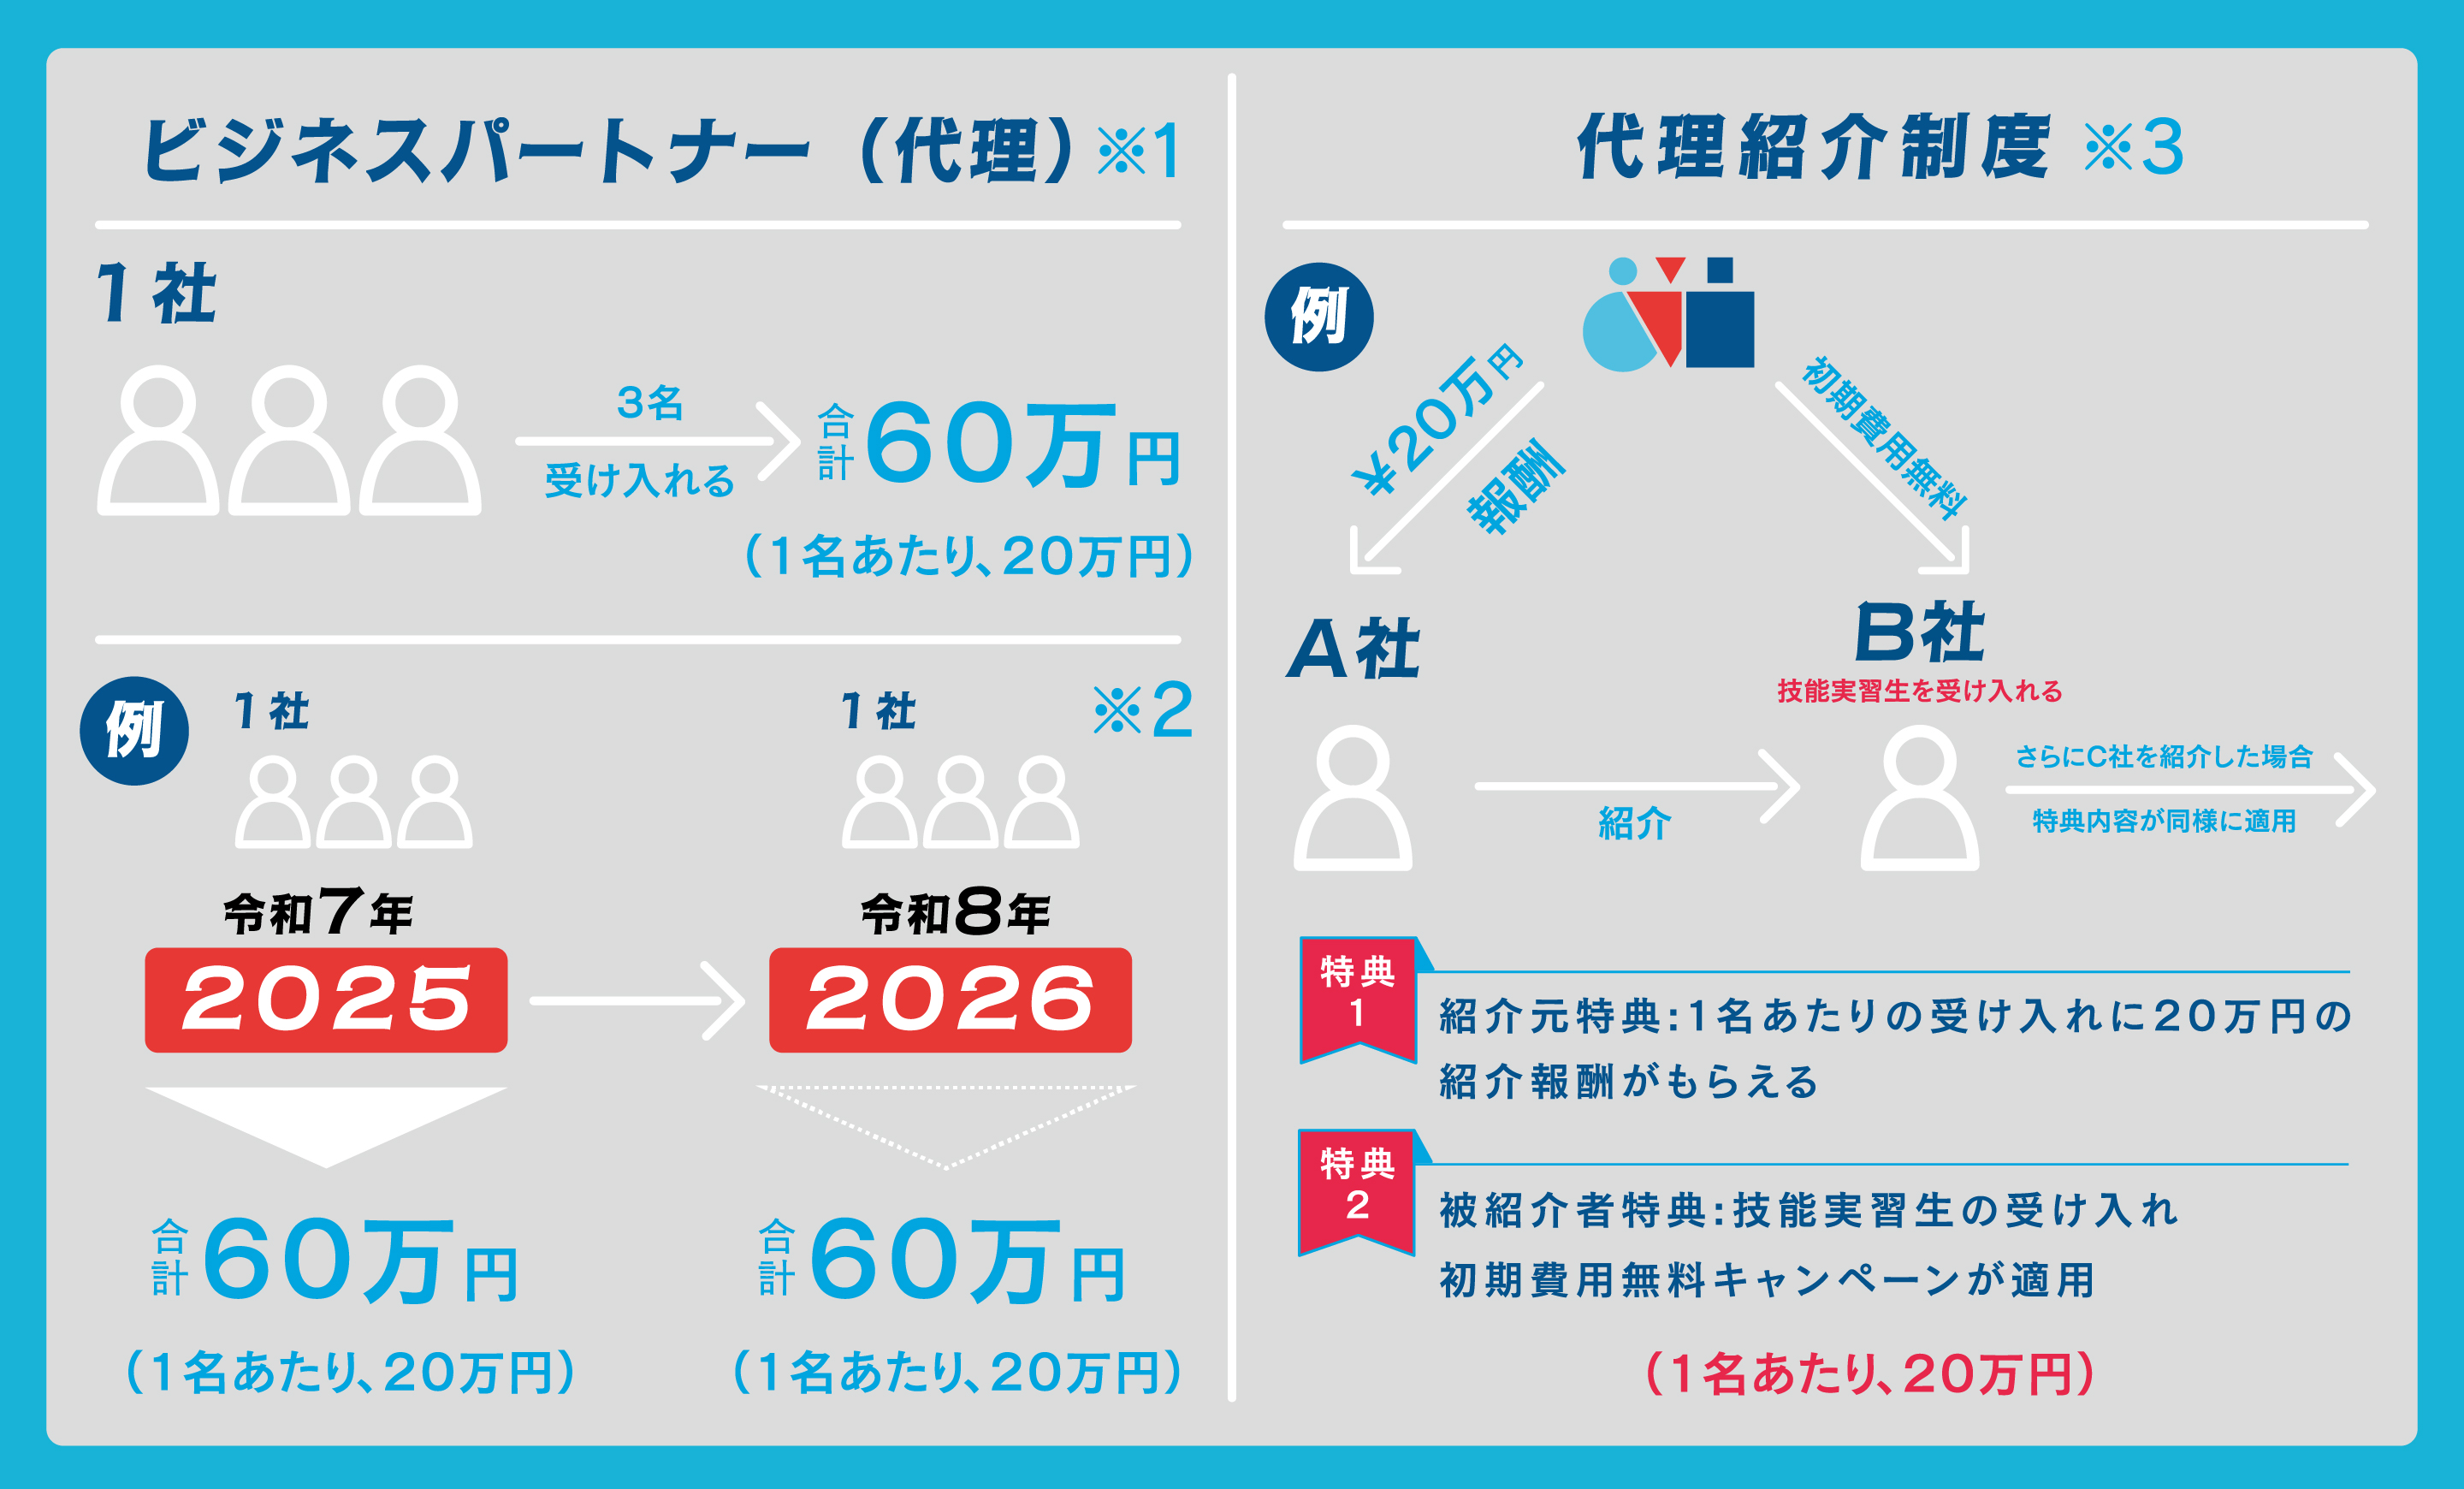 ビジネスパートナー（代理）※1
1社
3名
受け入れる
合計60万円
（1名あたり、20万円）
例
1社
1社
※2
令和7年
令和8年
2025
2026
合計60万円
合計60万円
（1名あたり、20万円）
（1名あたり、20万円）
代理紹介制度 ※3
例
¥20万円
報酬
初期費用無料
A社
B社
技能実習生を受け入れる
紹介
さらにC社を紹介した場合
特典内容が同様に適用
特典
1
紹介元特典：1名あたりの受け入れに20万円の
紹介報酬がもらえる
特典
2
被紹介者特典：技能実習生の受け入れ
初期費用無料キャンペーンが適用
（1名あたり、20万円）